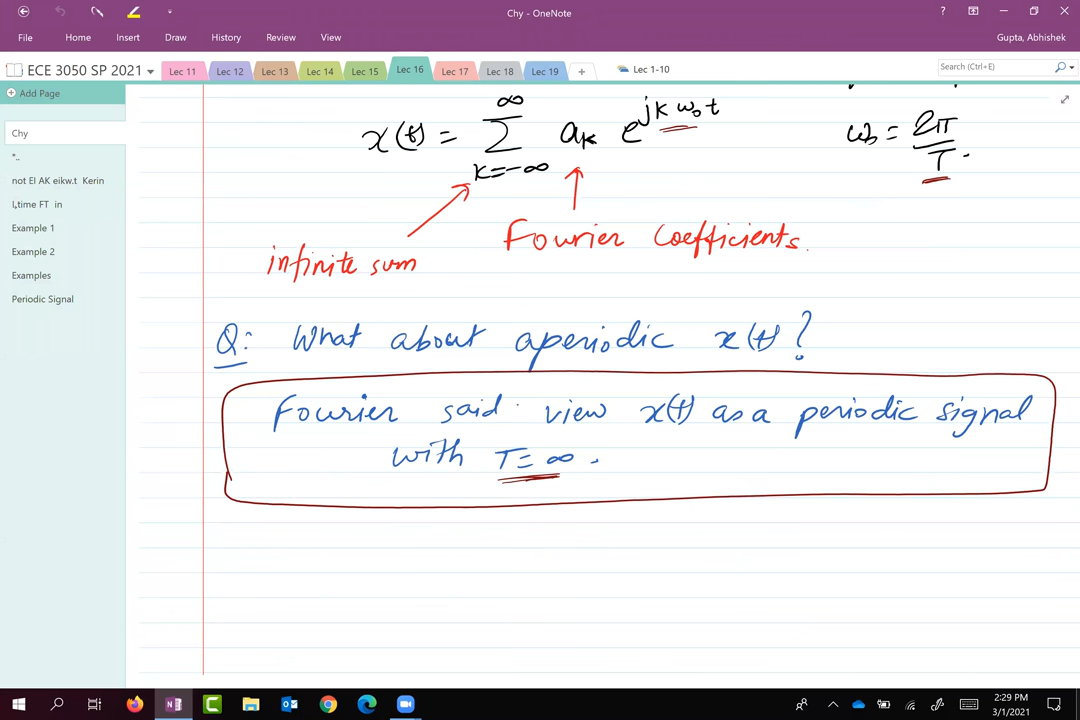 Chy - OneNote
File Home Insert Draw History Review View
Gupta, Abhishek
ECE 3050 SP 2021
Lec 11 Lec 12 Lec 13 Lec 14 Lec 15 Lec 16 Lec 17 Lec 18 Lec 19 + Lec 1-10
Search (Ctrl+E)
Add Page
Chy
"..
not El AK eikw.t Kerin
I,time FT in
Example 1
Example 2
Examples
Periodic Signal
x(t) = ∑_{k=-∞}^{∞} a_k e^{jkω₀t}
ω₀ = 2π/T.
infinite sum
Fourier Coefficients.
Q: What about aperiodic x(t)?
Fourier said view x(t) as a periodic signal
with T = ∞.
2:29 PM
3/1/2021